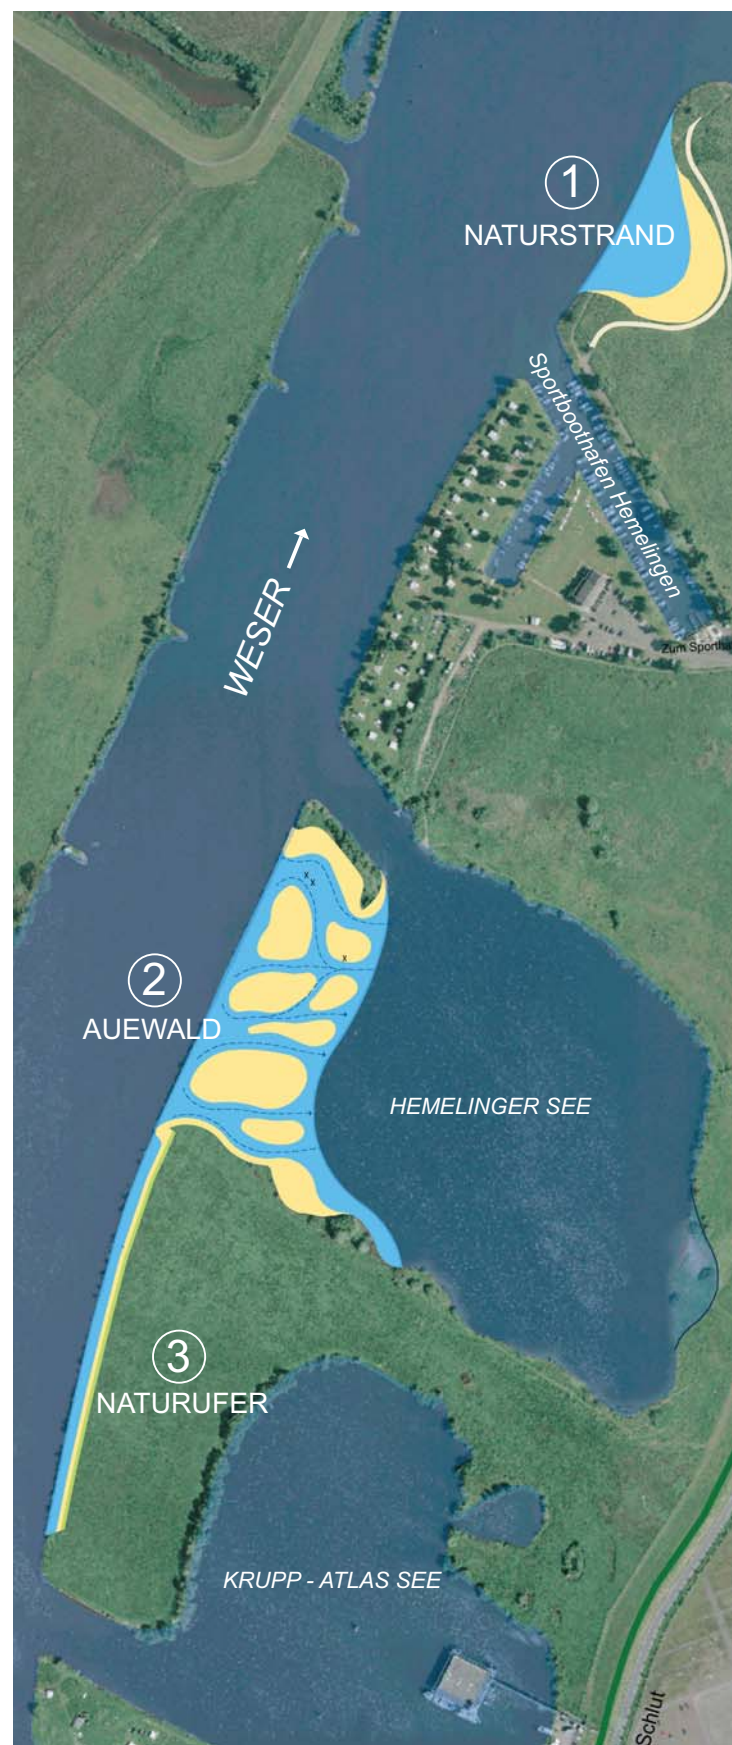 1
NATURSTRAND
Sportboothafen Hemelingen
WESER →
Zum Sporth
x
x
x
2
AUEWALD
HEMELINGER SEE
3
NATURUFER
KRUPP - ATLAS SEE
Schlut